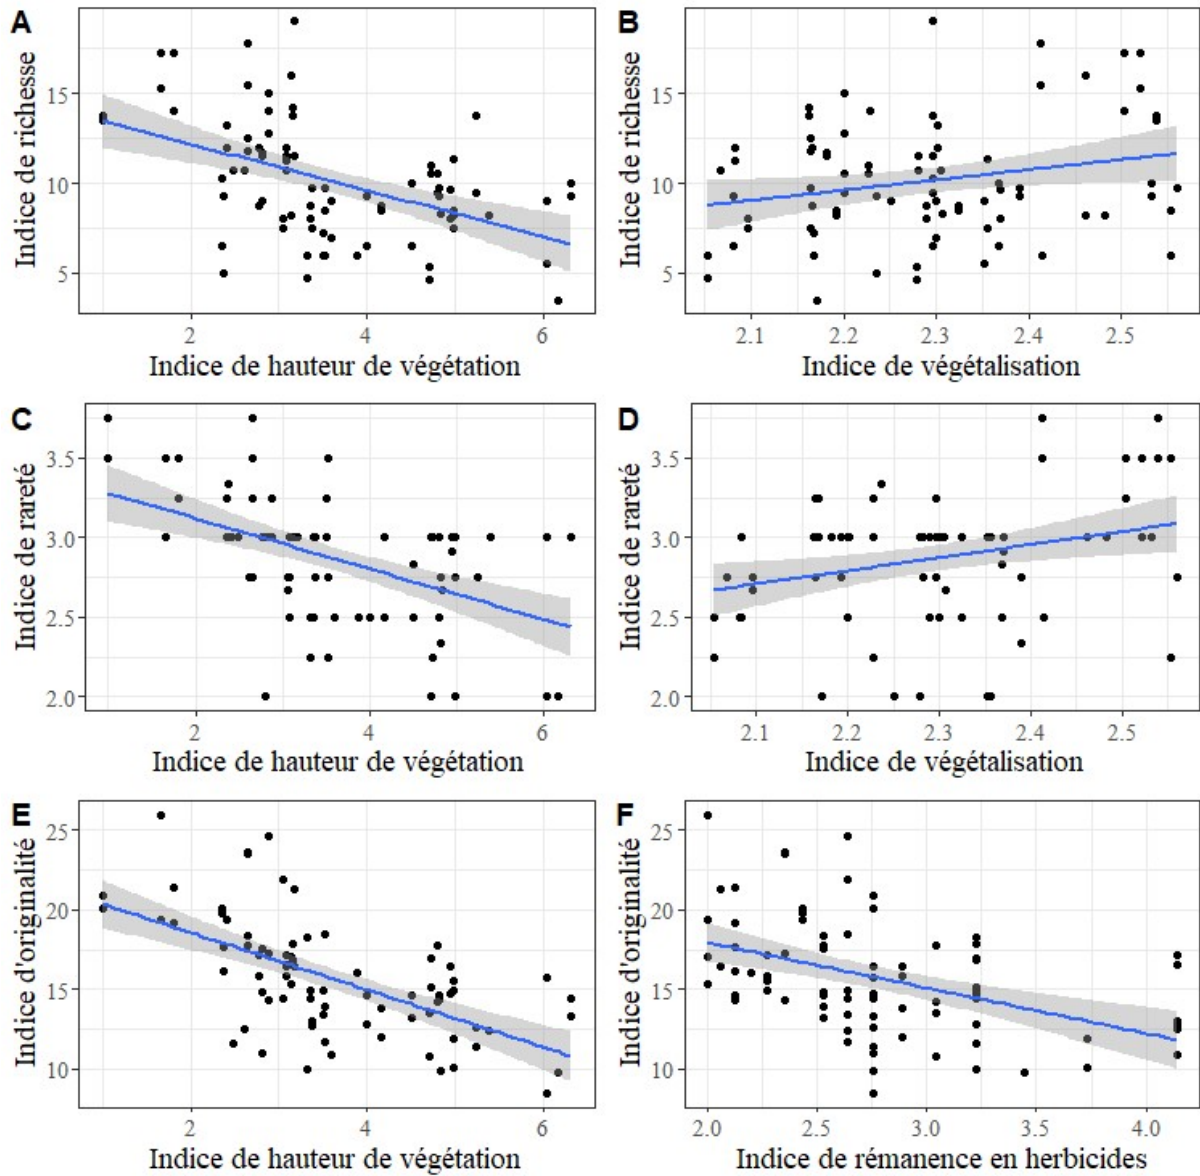 A
Indice de richesse
15
10
5
2 4 6
Indice de hauteur de végétation
B
Indice de richesse
15
10
5
2.1 2.2 2.3 2.4 2.5
Indice de végétalisation
C
Indice de rareté
3.5
3.0
2.5
2.0
2 4 6
Indice de hauteur de végétation
D
Indice de rareté
3.5
3.0
2.5
2.0
2.1 2.2 2.3 2.4 2.5
Indice de végétalisation
E
Indice d'originalité
25
20
15
10
2 4 6
Indice de hauteur de végétation
F
Indice d'originalité
25
20
15
10
2.0 2.5 3.0 3.5 4.0
Indice de rémanence en herbicides